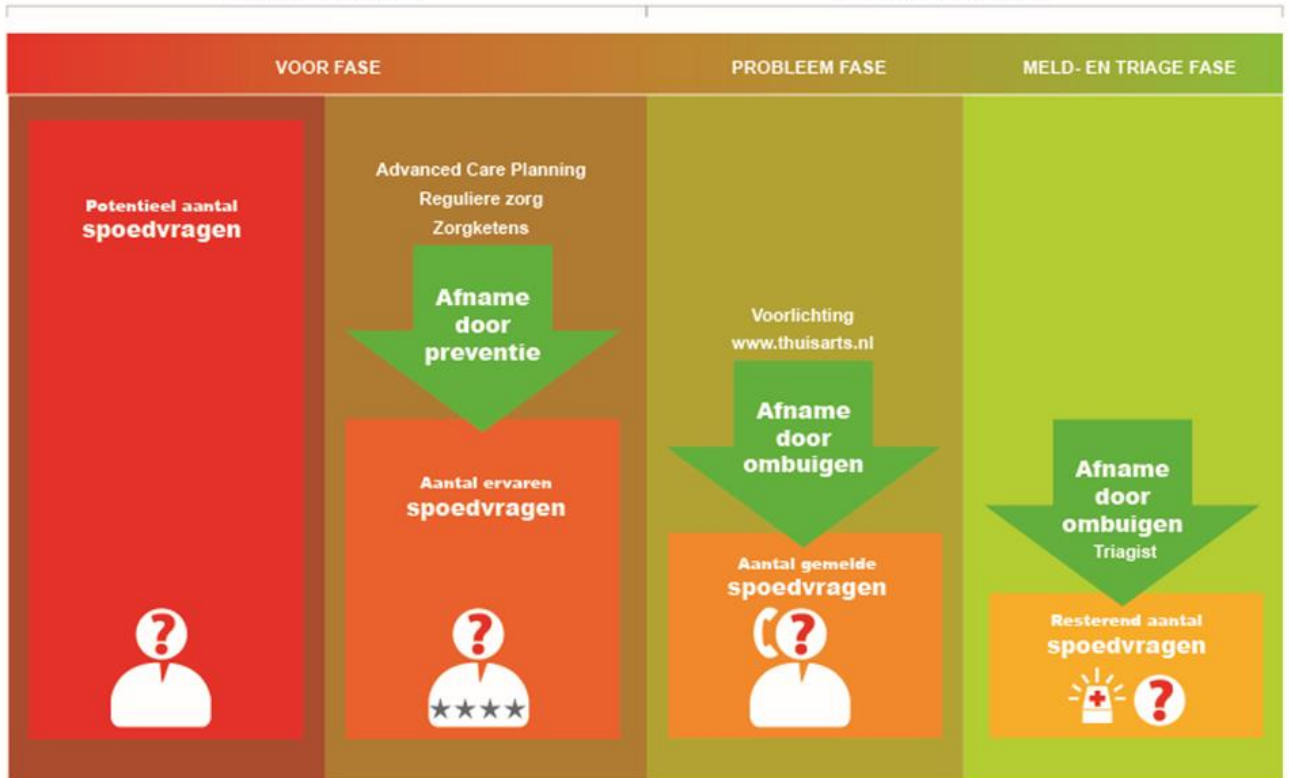 VOOR FASE
PROBLEEM FASE
MELD- EN TRIAGE FASE
Potentieel aantal
spoedvragen
?
Advanced Care Planning
Reguliere zorg
Zorgketens
Afname
door
preventie
Aantal ervaren
spoedvragen
?
Voorlichting
www.thuisarts.nl
Afname
door
ombuigen
Aantal gemelde
spoedvragen
?
Afname
door
ombuigen
Triagist
Resterend aantal
spoedvragen
?